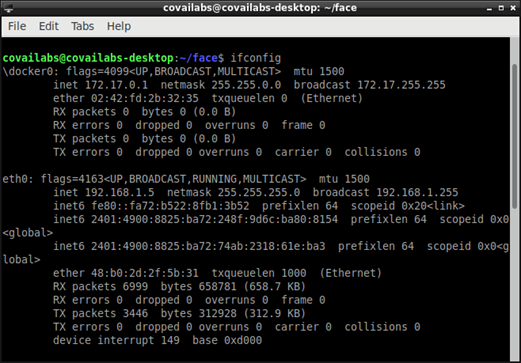 covailabs@covailabs-desktop: ~/face
File Edit Tabs Help
covailabs@covailabs-desktop:~/face$ ifconfig
\docker0: flags=4099<UP,BROADCAST,MULTICAST>  mtu 1500
        inet 172.17.0.1  netmask 255.255.0.0  broadcast 172.17.255.255
        ether 02:42:fd:2b:32:35  txqueuelen 0  (Ethernet)
        RX packets 0  bytes 0 (0.0 B)
        RX errors 0  dropped 0  overruns 0  frame 0
        TX packets 0  bytes 0 (0.0 B)
        TX errors 0  dropped 0 overruns 0  carrier 0  collisions 0
eth0: flags=4163<UP,BROADCAST,RUNNING,MULTICAST>  mtu 1500
        inet 192.168.1.5  netmask 255.255.255.0  broadcast 192.168.1.255
        inet6 fe80::fa72:b522:8fb1:3b52  prefixlen 64  scopeid 0x20<link>
        inet6 2401:4900:8825:ba72:248f:9d6c:ba80:8154  prefixlen 64  scopeid 0x0
<global>
        inet6 2401:4900:8825:ba72:74ab:2318:61e:ba3  prefixlen 64  scopeid 0x0<g
lobal>
        ether 48:b0:2d:2f:5b:31  txqueuelen 1000  (Ethernet)
        RX packets 6999  bytes 658781 (658.7 KB)
        RX errors 0  dropped 0  overruns 0  frame 0
        TX packets 3446  bytes 312928 (312.9 KB)
        TX errors 0  dropped 0 overruns 0  carrier 0  collisions 0
        device interrupt 149  base 0xd000